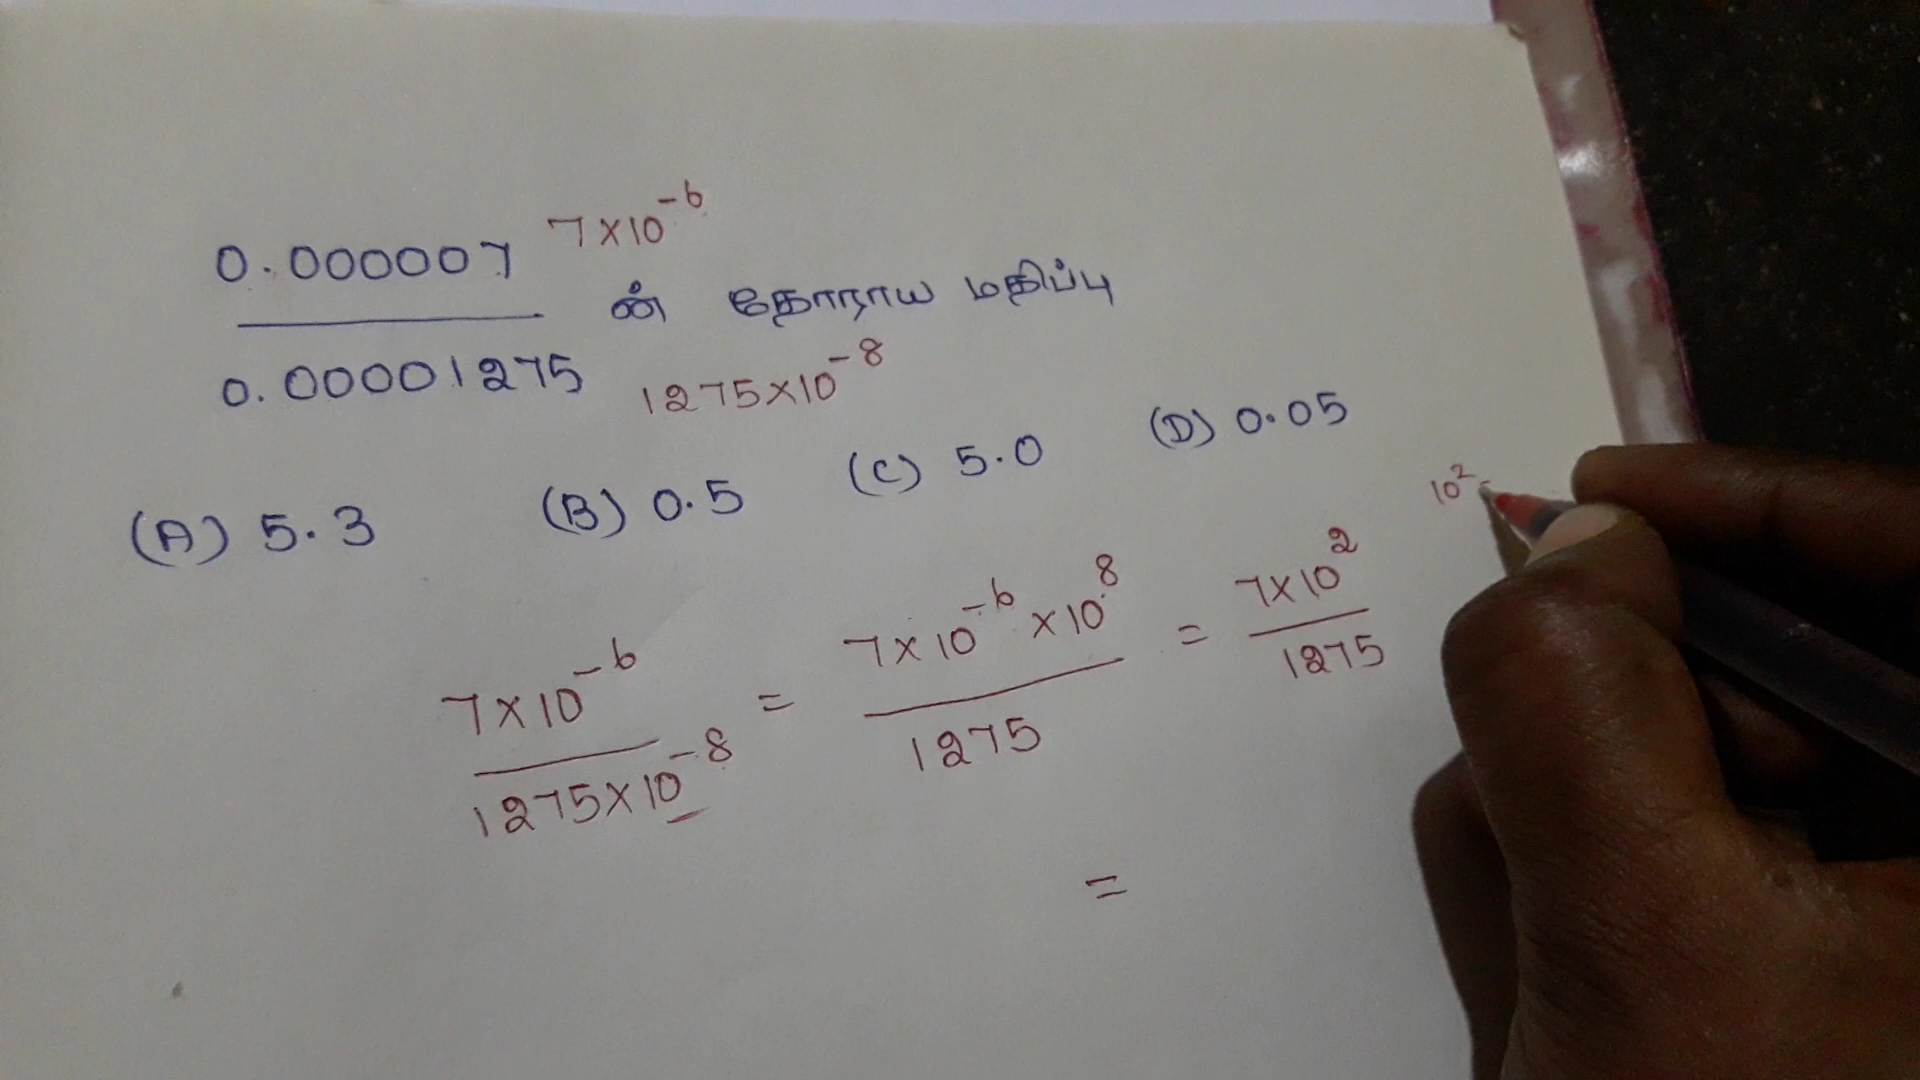 0.000007 7×10⁻⁶
ன் தோராய மதிப்பு
0.00001275 1275×10⁻⁸
(A) 5.3 (B) 0.5 (C) 5.0 (D) 0.05
10²=
7×10⁻⁶ = 7×10⁻⁶×10⁸ = 7×10²
1275×10⁻⁸ 1275 1275
=